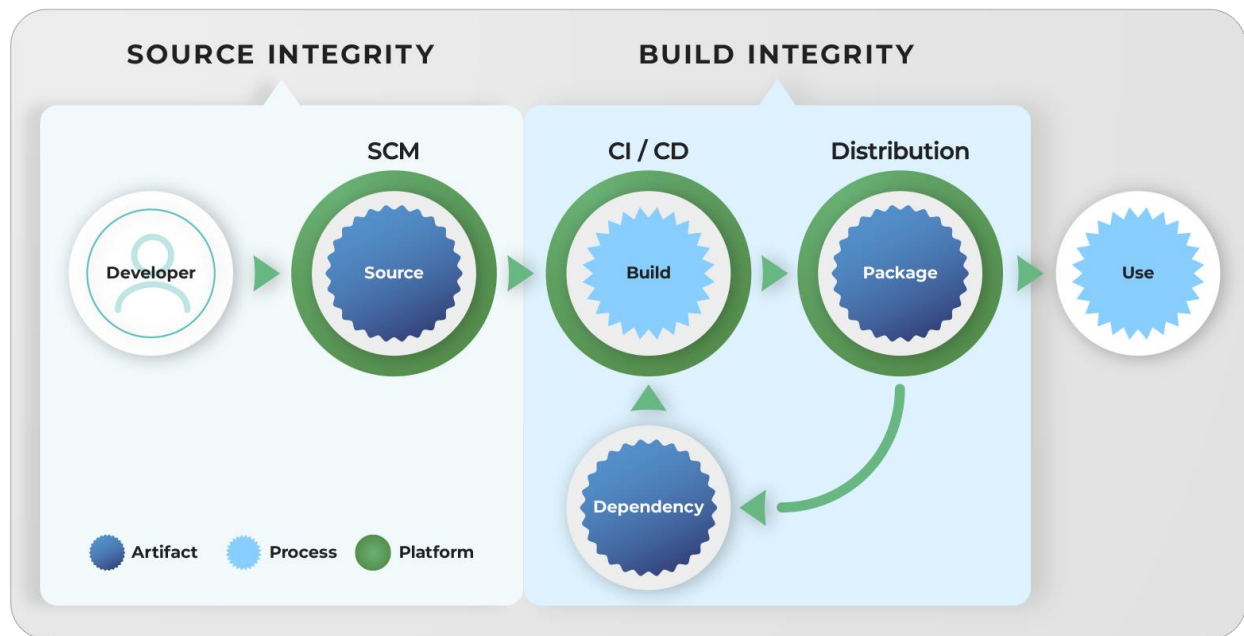 SOURCE INTEGRITY
BUILD INTEGRITY
SCM
CI / CD
Distribution
Developer
Source
Build
Package
Use
Dependency
Artifact
Process
Platform